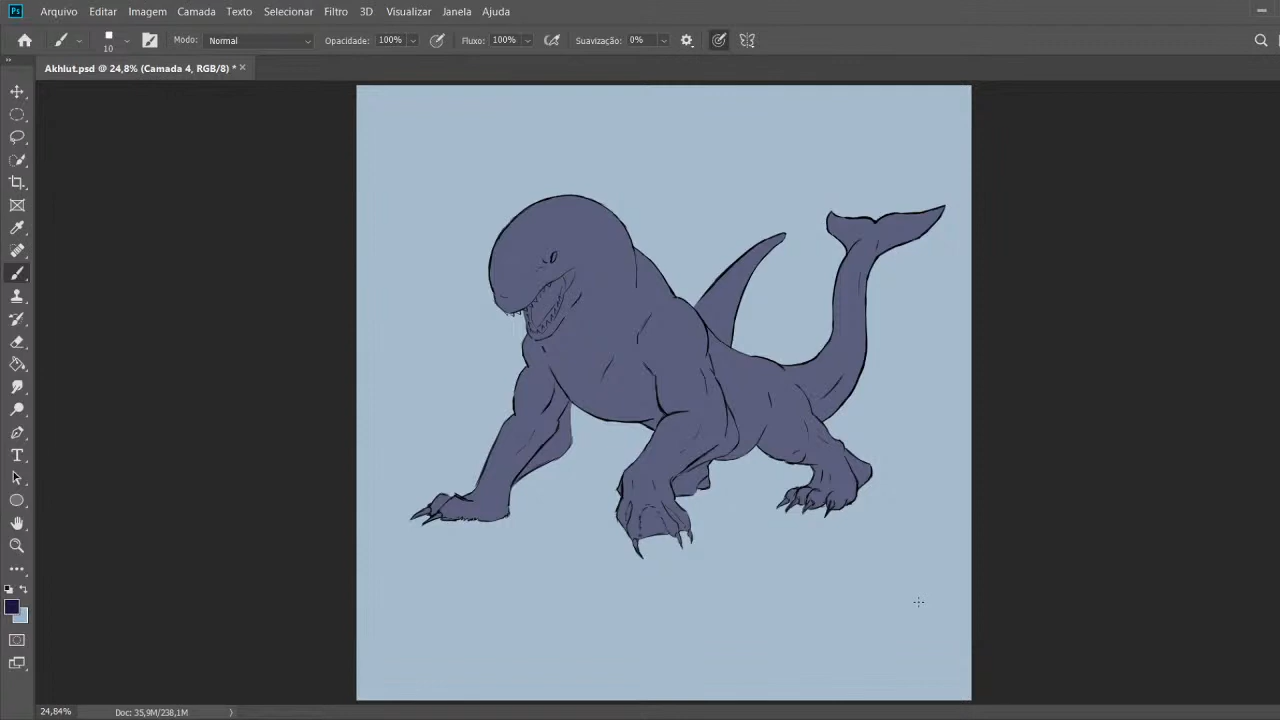 Ps Arquivo Editar Imagem Camada Texto Selecionar Filtro 3D Visualizar Janela Ajuda
10 Modo: Normal Opacidade: 100% Fluxo: 100% Suavização: 0%
Akhlut.psd @ 24,8% (Camada 4, RGB/8) *
24,84% Doc: 35,9M/238,1M